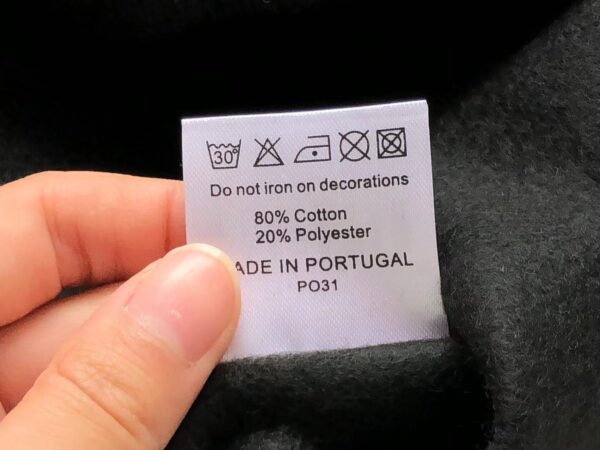 30°
Do not iron on decorations
80% Cotton
20% Polyester
ADE IN PORTUGAL
PO31